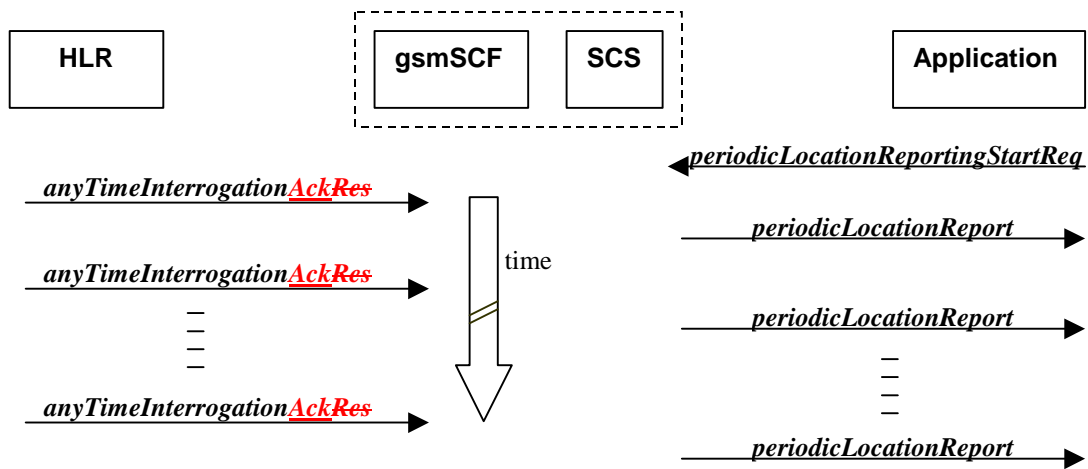 HLR
gsmSCF
SCS
Application
periodicLocationReportingStartReq
anyTimeInterrogationAckRes
periodicLocationReport
time
anyTimeInterrogationAckRes
periodicLocationReport
anyTimeInterrogationAckRes
periodicLocationReport